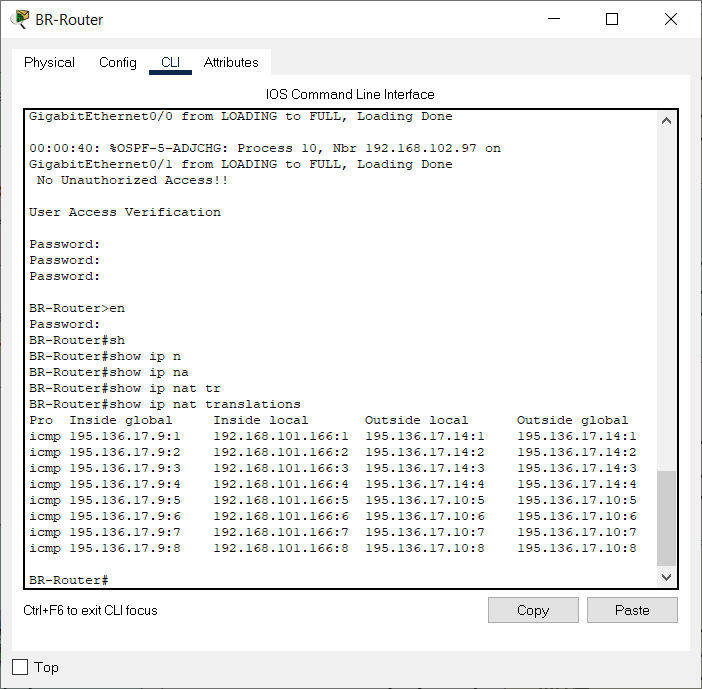 BR-Router
Physical Config CLI Attributes
IOS Command Line Interface
GigabitEthernet0/0 from LOADING to FULL, Loading Done
00:00:40: %OSPF-5-ADJCHG: Process 10, Nbr 192.168.102.97 on
GigabitEthernet0/1 from LOADING to FULL, Loading Done
No Unauthorized Access!!
User Access Verification
Password:
Password:
Password:
BR-Router>en
Password:
BR-Router#sh
BR-Router#show ip n
BR-Router#show ip na
BR-Router#show ip nat tr
BR-Router#show ip nat translations
Pro Inside global Inside local Outside local Outside global
icmp 195.136.17.9:1 192.168.101.166:1 195.136.17.14:1 195.136.17.14:1
icmp 195.136.17.9:2 192.168.101.166:2 195.136.17.14:2 195.136.17.14:2
icmp 195.136.17.9:3 192.168.101.166:3 195.136.17.14:3 195.136.17.14:3
icmp 195.136.17.9:4 192.168.101.166:4 195.136.17.14:4 195.136.17.14:4
icmp 195.136.17.9:5 192.168.101.166:5 195.136.17.10:5 195.136.17.10:5
icmp 195.136.17.9:6 192.168.101.166:6 195.136.17.10:6 195.136.17.10:6
icmp 195.136.17.9:7 192.168.101.166:7 195.136.17.10:7 195.136.17.10:7
icmp 195.136.17.9:8 192.168.101.166:8 195.136.17.10:8 195.136.17.10:8
BR-Router#
Ctrl+F6 to exit CLI focus Copy Paste
Top